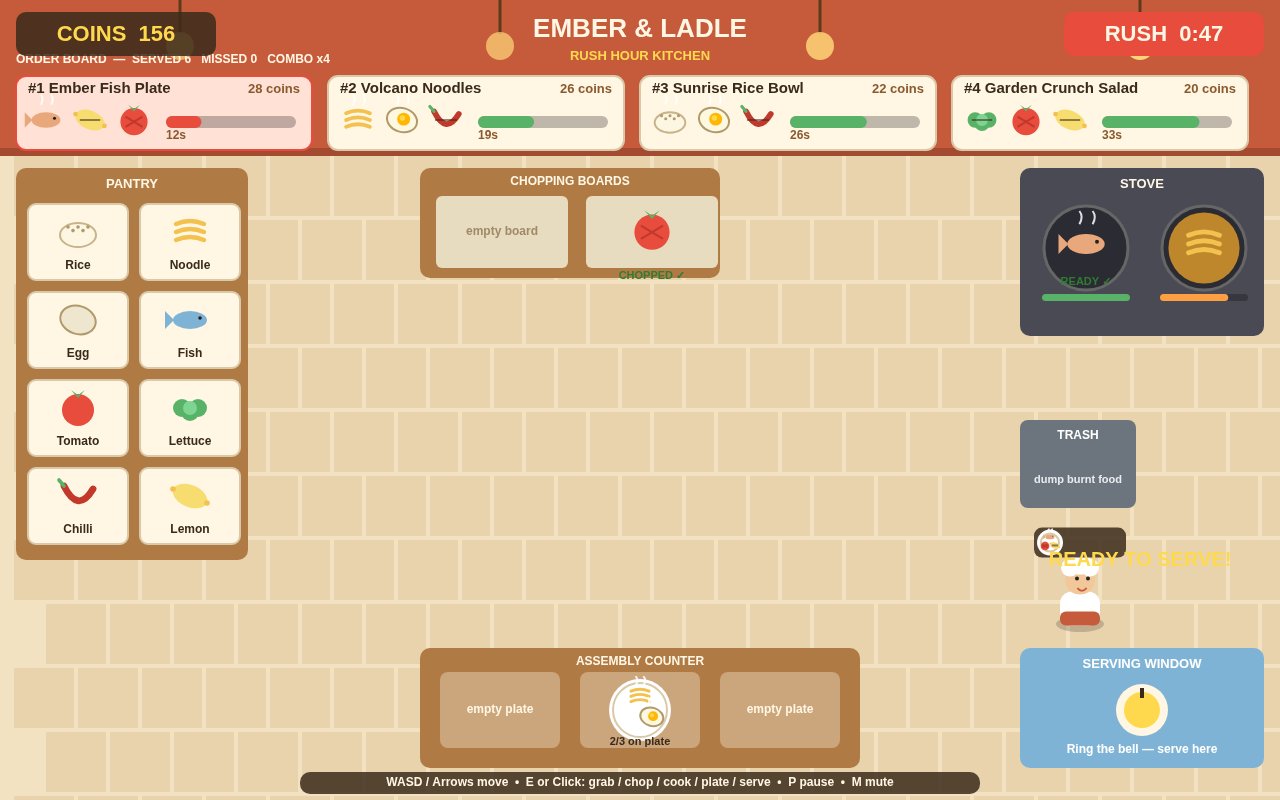 COINS 156
EMBER & LADLE
RUSH HOUR KITCHEN
RUSH 0:47
ORDER BOARD — SERVED 6 MISSED 0 COMBO x4
#1 Ember Fish Plate 28 coins
12s
#2 Volcano Noodles 26 coins
19s
#3 Sunrise Rice Bowl 22 coins
26s
#4 Garden Crunch Salad 20 coins
33s
PANTRY
Rice
Noodle
Egg
Fish
Tomato
Lettuce
Chilli
Lemon
CHOPPING BOARDS
empty board
CHOPPED ✓
STOVE
READY ✓
TRASH
dump burnt food
READY TO SERVE!
ASSEMBLY COUNTER
empty plate
2/3 on plate
empty plate
SERVING WINDOW
Ring the bell — serve here
WASD / Arrows move • E or Click: grab / chop / cook / plate / serve • P pause • M mute